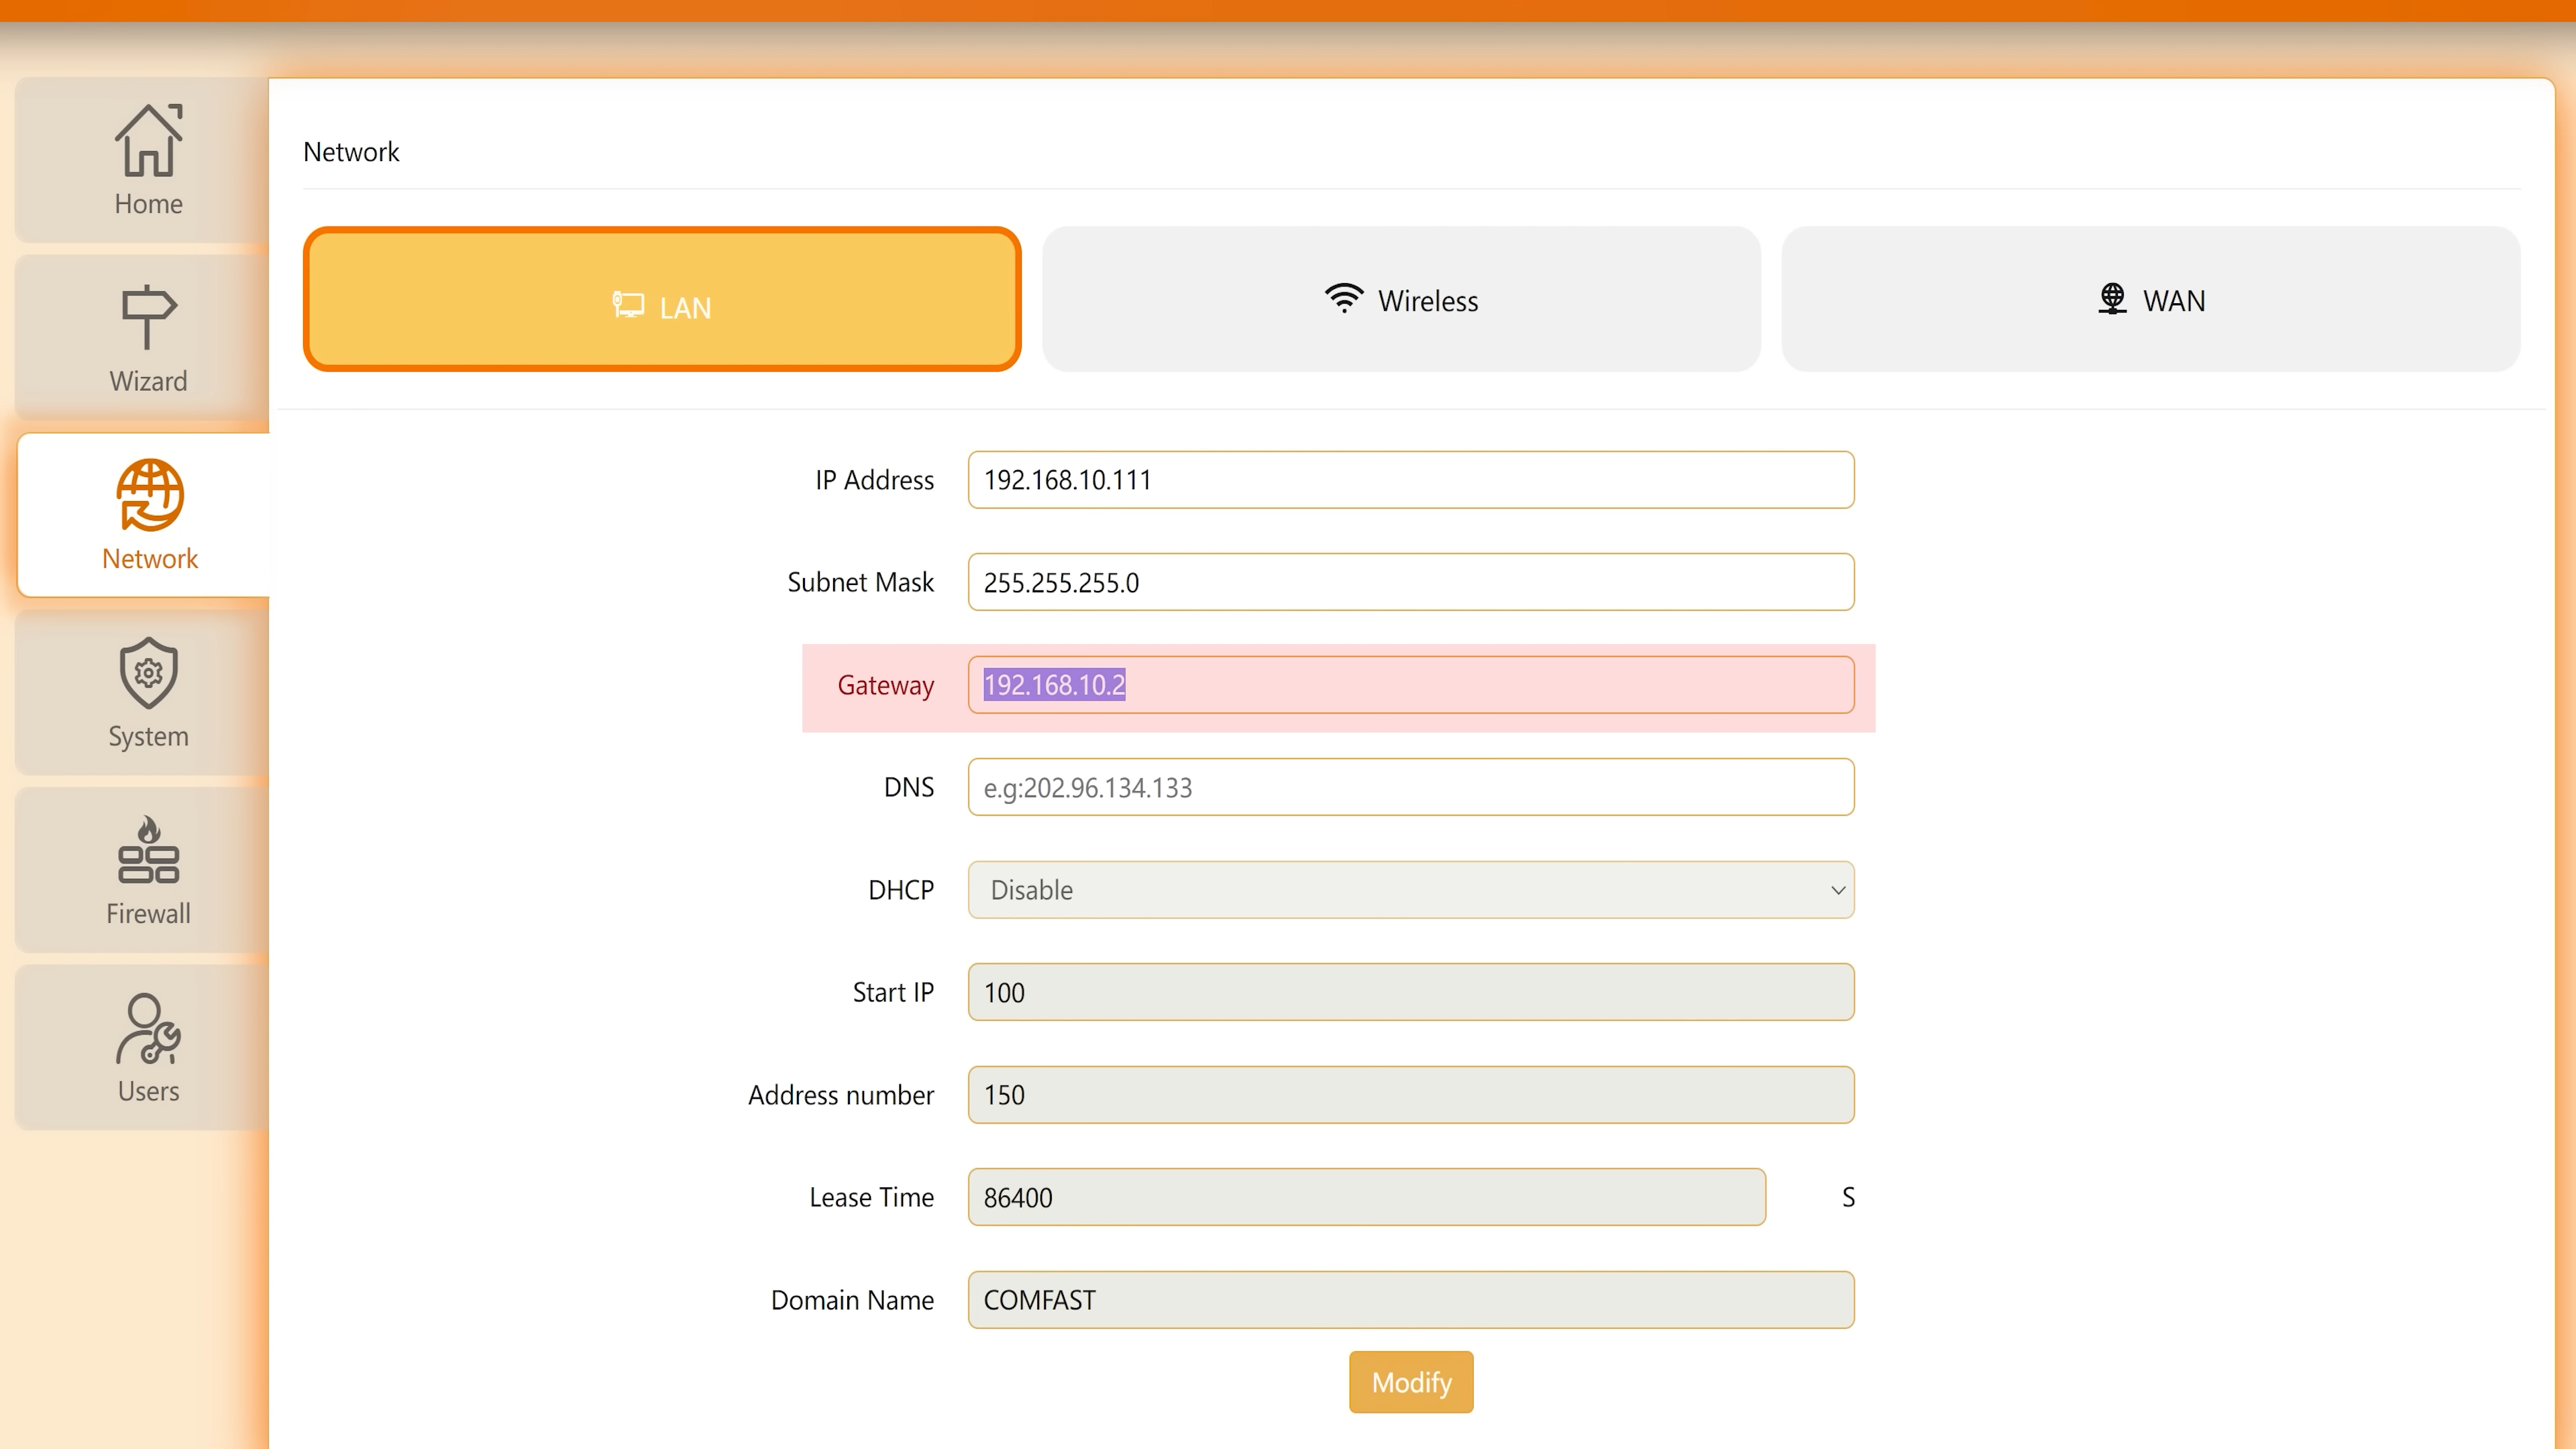 Home
Wizard
Network
System
Firewall
Users
Network
LAN
Wireless
WAN
IP Address 192.168.10.111
Subnet Mask 255.255.255.0
Gateway 192.168.10.2
DNS e.g:202.96.134.133
DHCP Disable
Start IP 100
Address number 150
Lease Time 86400 S
Domain Name COMFAST
Modify